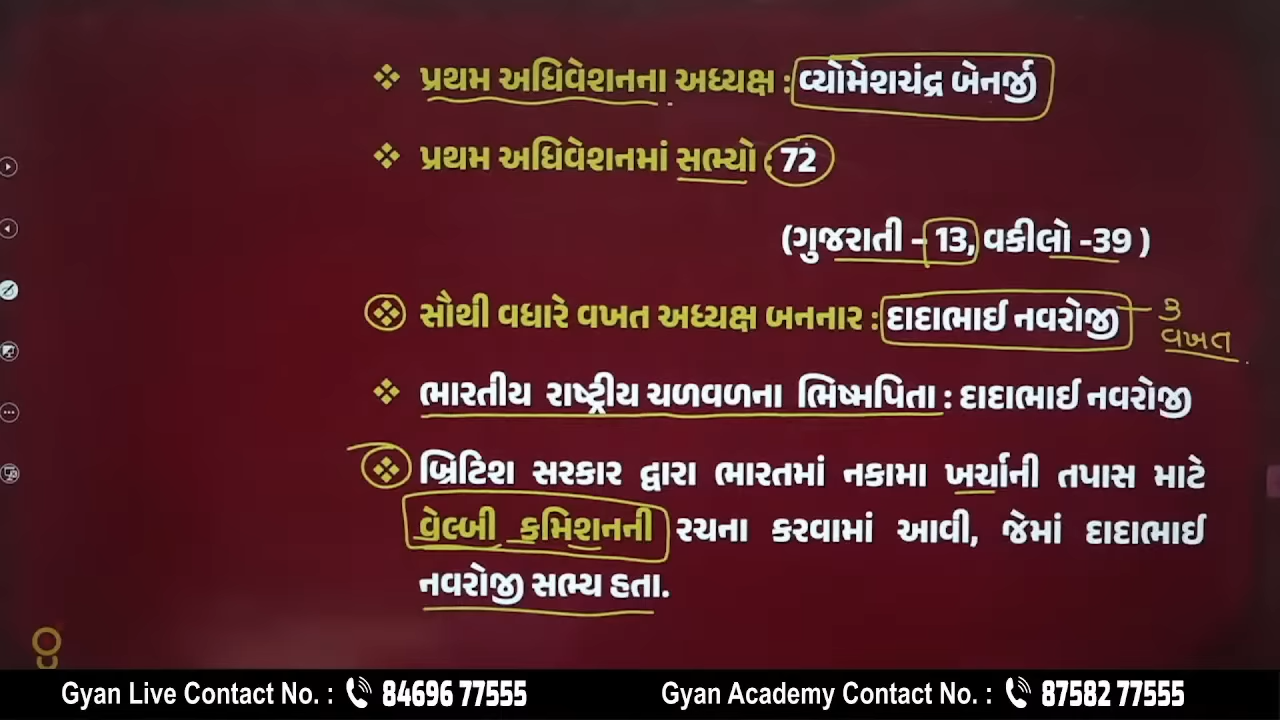 ❖ પ્રથમ અધિવેશનના અધ્યક્ષ : વ્યોમેશચંદ્ર બેનર્જી
❖ પ્રથમ અધિવેશનમાં સભ્યો : 72
(ગુજરાતી - 13, વકીલો -39 )
❖ સૌથી વધારે વખત અધ્યક્ષ બનનાર : દાદાભાઈ નવરોજી – ૩ વખત
❖ ભારતીય રાષ્ટ્રીય ચળવળના ભિષ્મપિતા : દાદાભાઈ નવરોજી
❖ બ્રિટિશ સરકાર દ્વારા ભારતમાં નકામા ખર્ચાની તપાસ માટે
વેલ્બી કમિશનની રચના કરવામાં આવી, જેમાં દાદાભાઈ
નવરોજી સભ્ય હતા.
Gyan Live Contact No. : 84696 77555 Gyan Academy Contact No. : 87582 77555